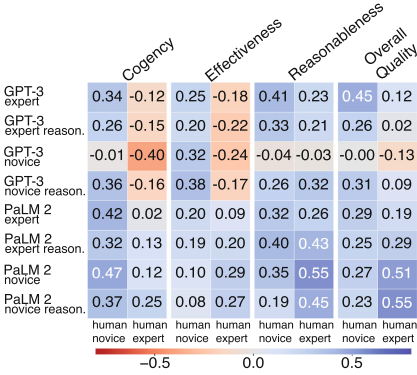 Cogency Effectiveness Reasonableness Overall Quality
GPT-3 expert 0.34 -0.12 0.25 -0.18 0.41 0.23 0.45 0.12
GPT-3 expert reason. 0.26 -0.15 0.20 -0.22 0.33 0.21 0.26 0.02
GPT-3 novice -0.01 -0.40 0.32 -0.24 -0.04 -0.03 -0.00 -0.13
GPT-3 novice reason. 0.36 -0.16 0.38 -0.17 0.26 0.32 0.31 0.09
PaLM 2 expert 0.42 0.02 0.20 0.09 0.32 0.26 0.29 0.19
PaLM 2 expert reason. 0.32 0.13 0.19 0.20 0.40 0.43 0.25 0.29
PaLM 2 novice 0.47 0.12 0.10 0.29 0.35 0.55 0.27 0.51
PaLM 2 novice reason. 0.37 0.25 0.08 0.27 0.19 0.45 0.23 0.55
human human human human human human human human
novice expert novice expert novice expert novice expert
−0.5 0.0 0.5